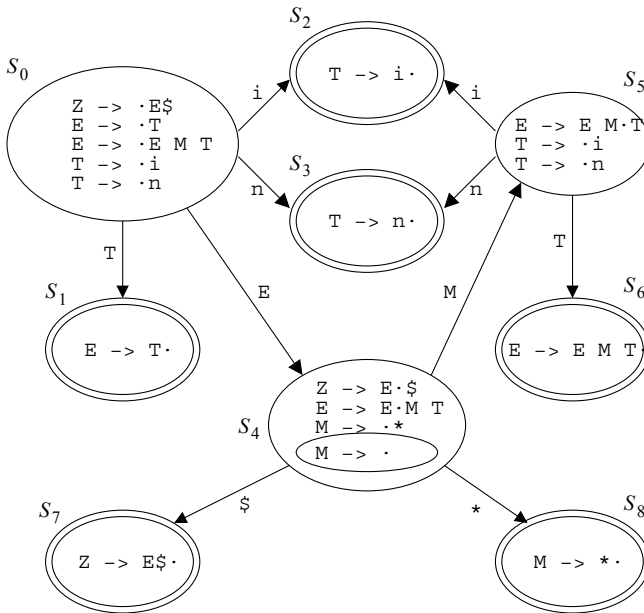 S0
Z -> ·E$
E -> ·T
E -> ·E M T
T -> ·i
T -> ·n
S2
T -> i·
i
i
S5
E -> E M·T
T -> ·i
T -> ·n
S3
T -> n·
n
n
T
E
M
T
S1
E -> T·
S6
E -> E M T·
S4
Z -> E·$
E -> E·M T
M -> ·*
M -> ·
$
*
S7
Z -> E$·
S8
M -> *·